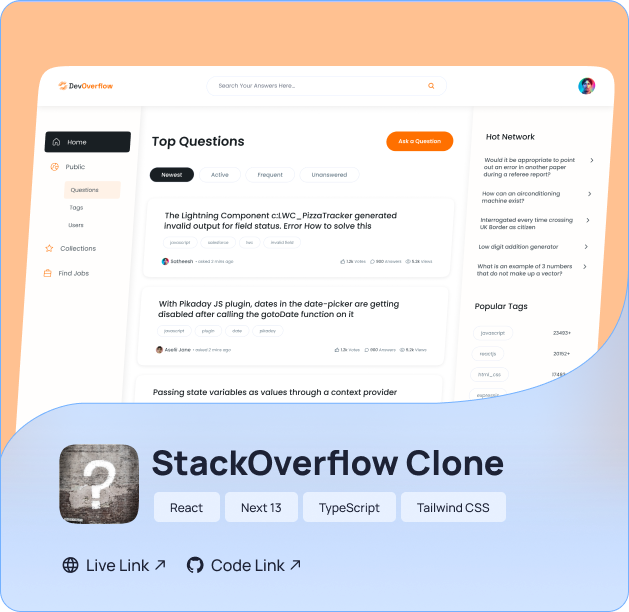 DevOverflow
Search Your Answers Here...
Home
Public
Questions
Tags
Users
Collections
Find Jobs
Top Questions
Ask a Question
Newest Active Frequent Unanswered
The Lightning Component c:LWC_PizzaTracker generated
invalid output for field status. Error How to solve this
javascript salesforce lwc invalid field
Satheesh • asked 2 mins ago 1.2k Votes 900 Answers 5.2k Views
With Pikaday JS plugin, dates in the date-picker are getting
disabled after calling the gotoDate function on it
javascript plugin date pikaday
Aselil Jane • asked 2 mins ago 1.2k Votes 900 Answers 5.2k Views
Passing state variables as values through a context provider
Hot Network
Would it be appropriate to point
out an error in another paper
during a referee report?
How can an airconditioning
machine exist?
Interrogated every time crossing
UK Border as citizen
Low digit addition generator
What is an example of 3 numbers
that do not make up a vector?
Popular Tags
javascript 23493+
reactjs 20152+
html_css
?
StackOverflow Clone
React Next 13 TypeScript Tailwind CSS
Live Link ↗ Code Link ↗